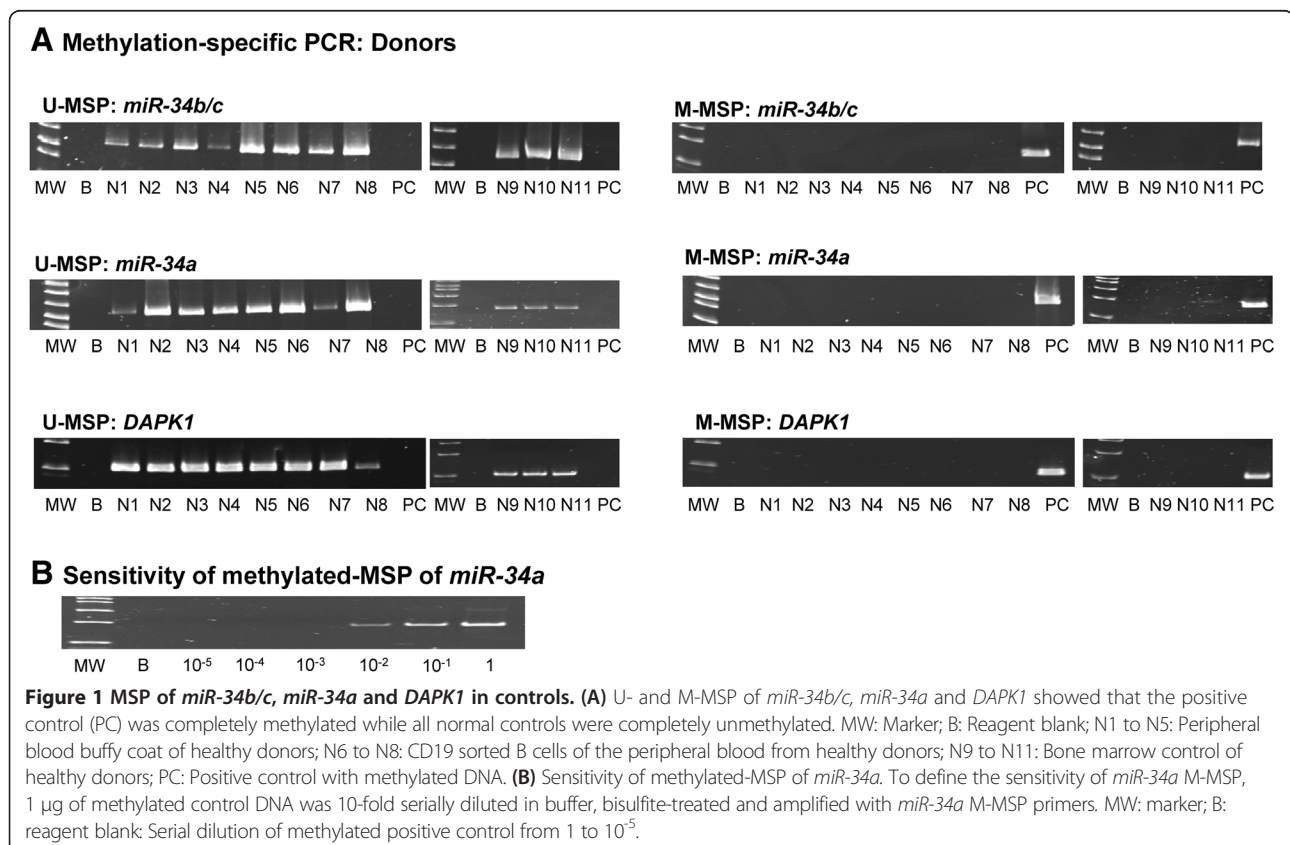 A Methylation-specific PCR: Donors
U-MSP: miR-34b/c
MW B N1 N2 N3 N4 N5 N6 N7 N8 PC MW B N9 N10 N11 PC
M-MSP: miR-34b/c
MW B N1 N2 N3 N4 N5 N6 N7 N8 PC MW B N9 N10 N11 PC
U-MSP: miR-34a
MW B N1 N2 N3 N4 N5 N6 N7 N8 PC MW B N9 N10 N11 PC
M-MSP: miR-34a
MW B N1 N2 N3 N4 N5 N6 N7 N8 PC MW B N9 N10 N11 PC
U-MSP: DAPK1
MW B N1 N2 N3 N4 N5 N6 N7 N8 PC MW B N9 N10 N11 PC
M-MSP: DAPK1
MW B N1 N2 N3 N4 N5 N6 N7 N8 PC MW B N9 N10 N11 PC
B Sensitivity of methylated-MSP of miR-34a
MW B 10⁻⁵ 10⁻⁴ 10⁻³ 10⁻² 10⁻¹ 1
Figure 1 MSP of miR-34b/c, miR-34a and DAPK1 in controls. (A) U- and M-MSP of miR-34b/c, miR-34a and DAPK1 showed that the positive
control (PC) was completely methylated while all normal controls were completely unmethylated. MW: Marker; B: Reagent blank; N1 to N5: Peripheral
blood buffy coat of healthy donors; N6 to N8: CD19 sorted B cells of the peripheral blood from healthy donors; N9 to N11: Bone marrow control of
healthy donors; PC: Positive control with methylated DNA. (B) Sensitivity of methylated-MSP of miR-34a. To define the sensitivity of miR-34a M-MSP,
1 μg of methylated control DNA was 10-fold serially diluted in buffer, bisulfite-treated and amplified with miR-34a M-MSP primers. MW: marker; B:
reagent blank: Serial dilution of methylated positive control from 1 to 10⁻⁵.